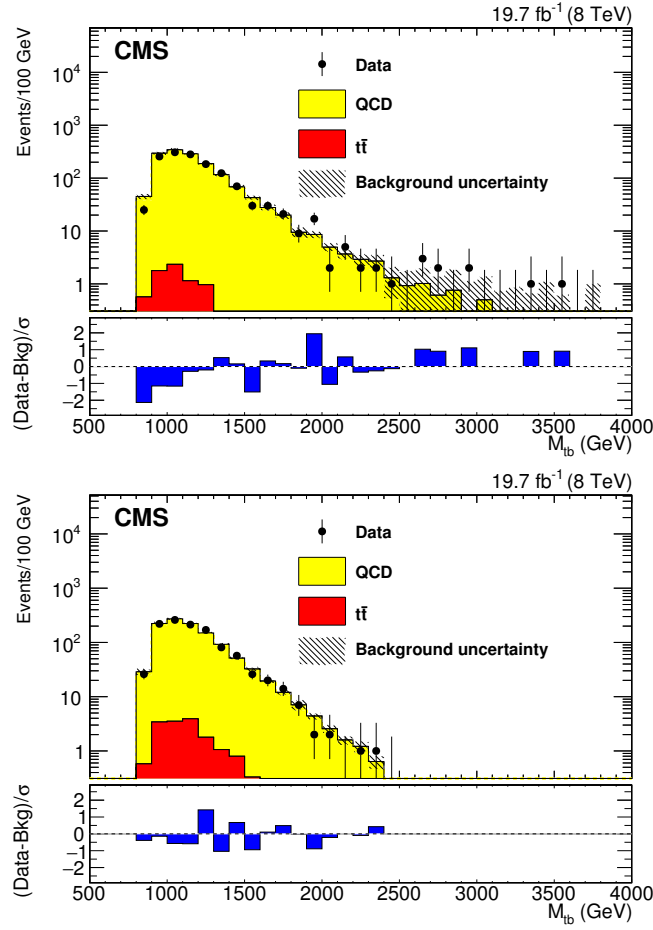 19.7 fb⁻¹ (8 TeV)
CMS
Events/100 GeV
10⁴
10³
10²
10
1
Data
QCD
tt̄
Background uncertainty
(Data-Bkg)/σ
2
1
0
−1
−2
500 1000 1500 2000 2500 3000 3500 4000
M_tb (GeV)
19.7 fb⁻¹ (8 TeV)
CMS
Events/100 GeV
10⁴
10³
10²
10
1
Data
QCD
tt̄
Background uncertainty
(Data-Bkg)/σ
2
1
0
−1
−2
500 1000 1500 2000 2500 3000 3500 4000
M_tb (GeV)